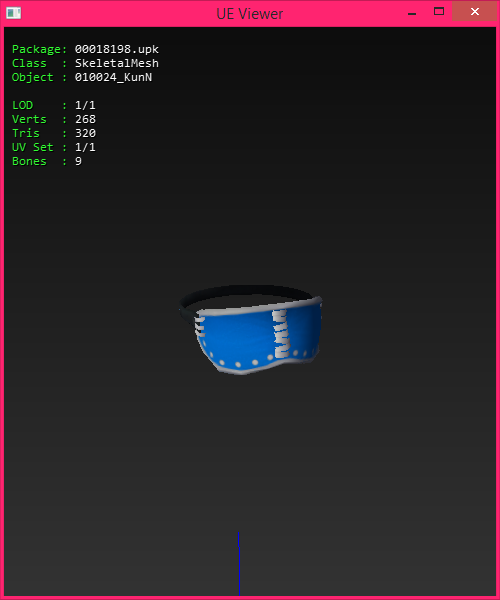 UE Viewer
Package: 00018198.upk
Class : SkeletalMesh
Object : 010024_KunN
LOD : 1/1
Verts : 268
Tris : 320
UV Set : 1/1
Bones : 9